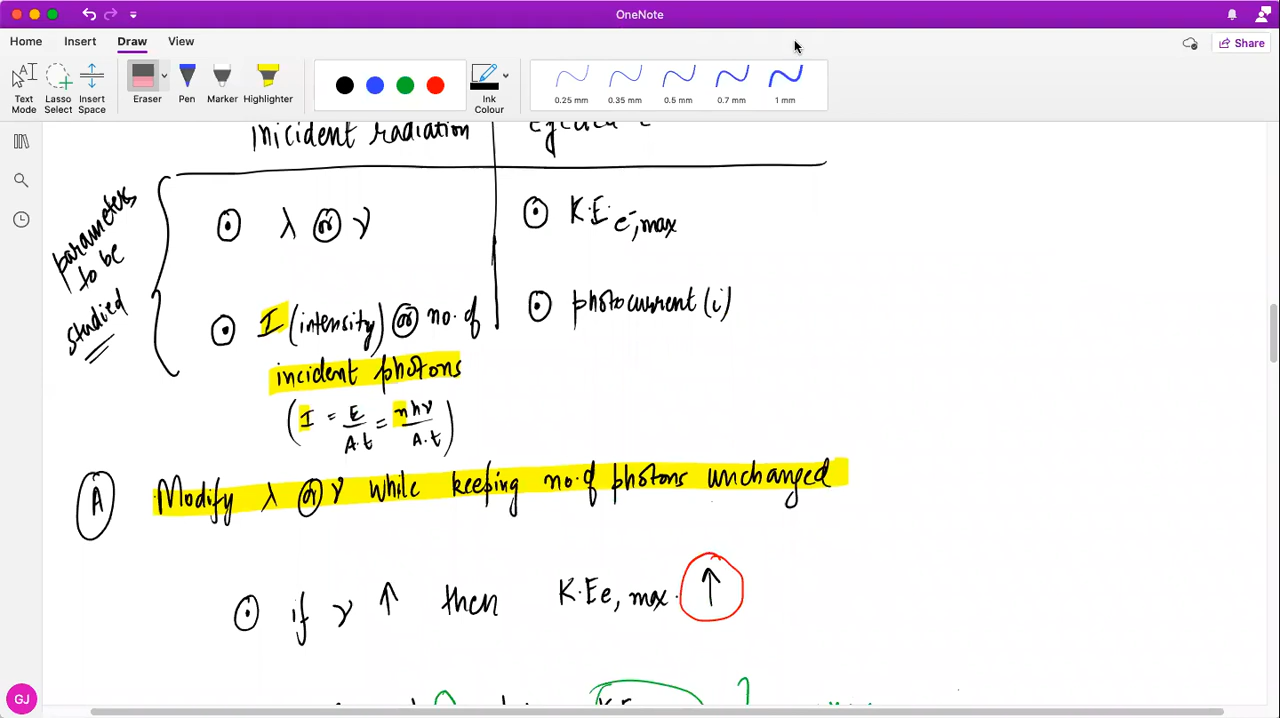 OneNote
Home Insert Draw View
Share
Text Mode
Lasso Select
Insert Space
Eraser
Pen
Marker
Highlighter
Ink Colour
0.25 mm
0.35 mm
0.5 mm
0.7 mm
1 mm
Inicident radiation
parameters to be studied
λ or ν
K.E e-, max
I (intensity) or no. of
photocurrent (i)
incident photons
(I = E/A.t = nhν/A.t)
A Modify λ or ν while keeping no. of photons unchanged
if ν ↑ then K.Ee, max. ↑
GJ